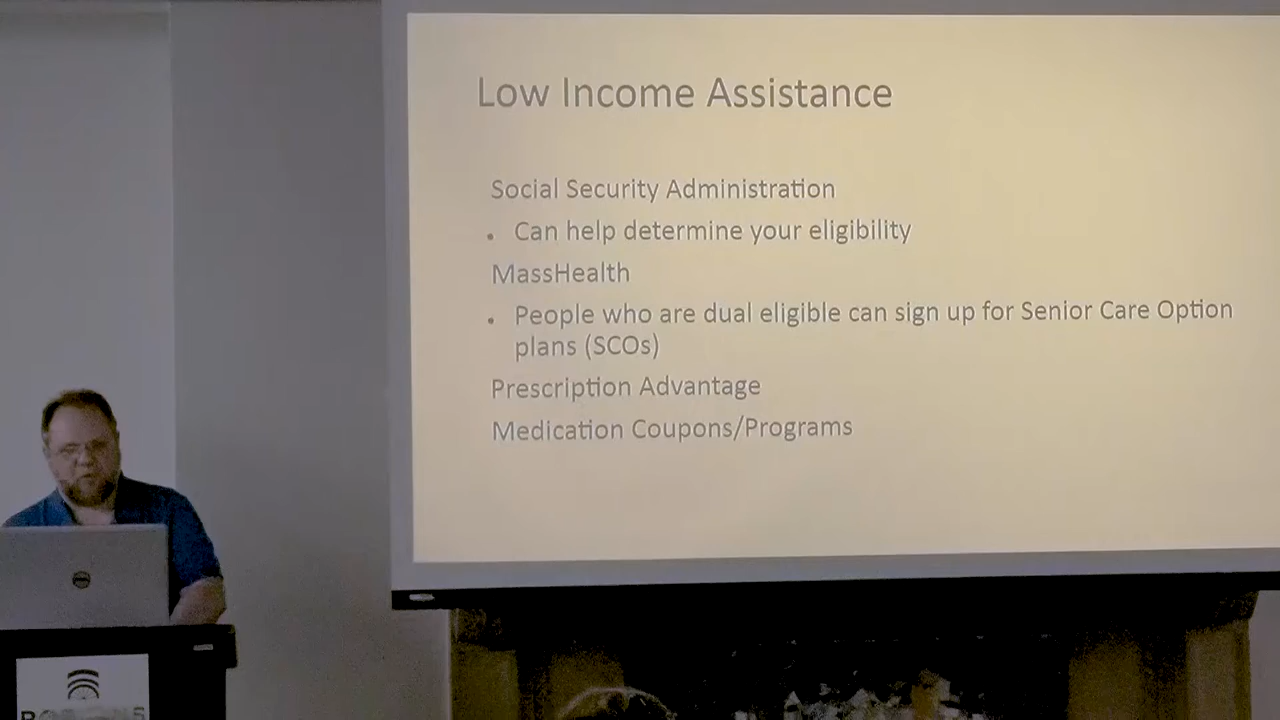 Low Income Assistance
Social Security Administration
• Can help determine your eligibility
MassHealth
• People who are dual eligible can sign up for Senior Care Option
plans (SCOs)
Prescription Advantage
Medication Coupons/Programs
DELL